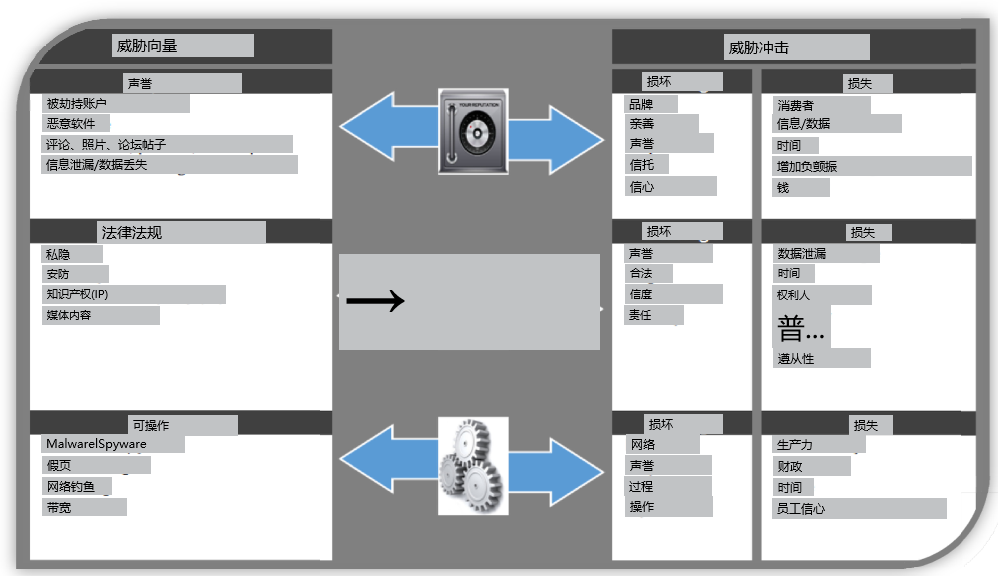 威胁向量
威胁冲击
声誉
被劫持账户
恶意软件
评论、照片、论坛帖子
信息泄漏/数据丢失
YOUR REPUTATION
损坏
品牌
亲善
声誉
信托
信心
损失
消费者
信息/数据
时间
增加负颤振
钱
法律法规
私隐
安防
知识产权(IP)
媒体内容
→
损坏
声誉
合法
信度
责任
损失
数据泄漏
时间
权利人
普...
遵从性
可操作
MalwarelSpyware
假页
网络钓鱼
带宽
损坏
网络
声誉
过程
操作
损失
生产力
财政
时间
员工信心